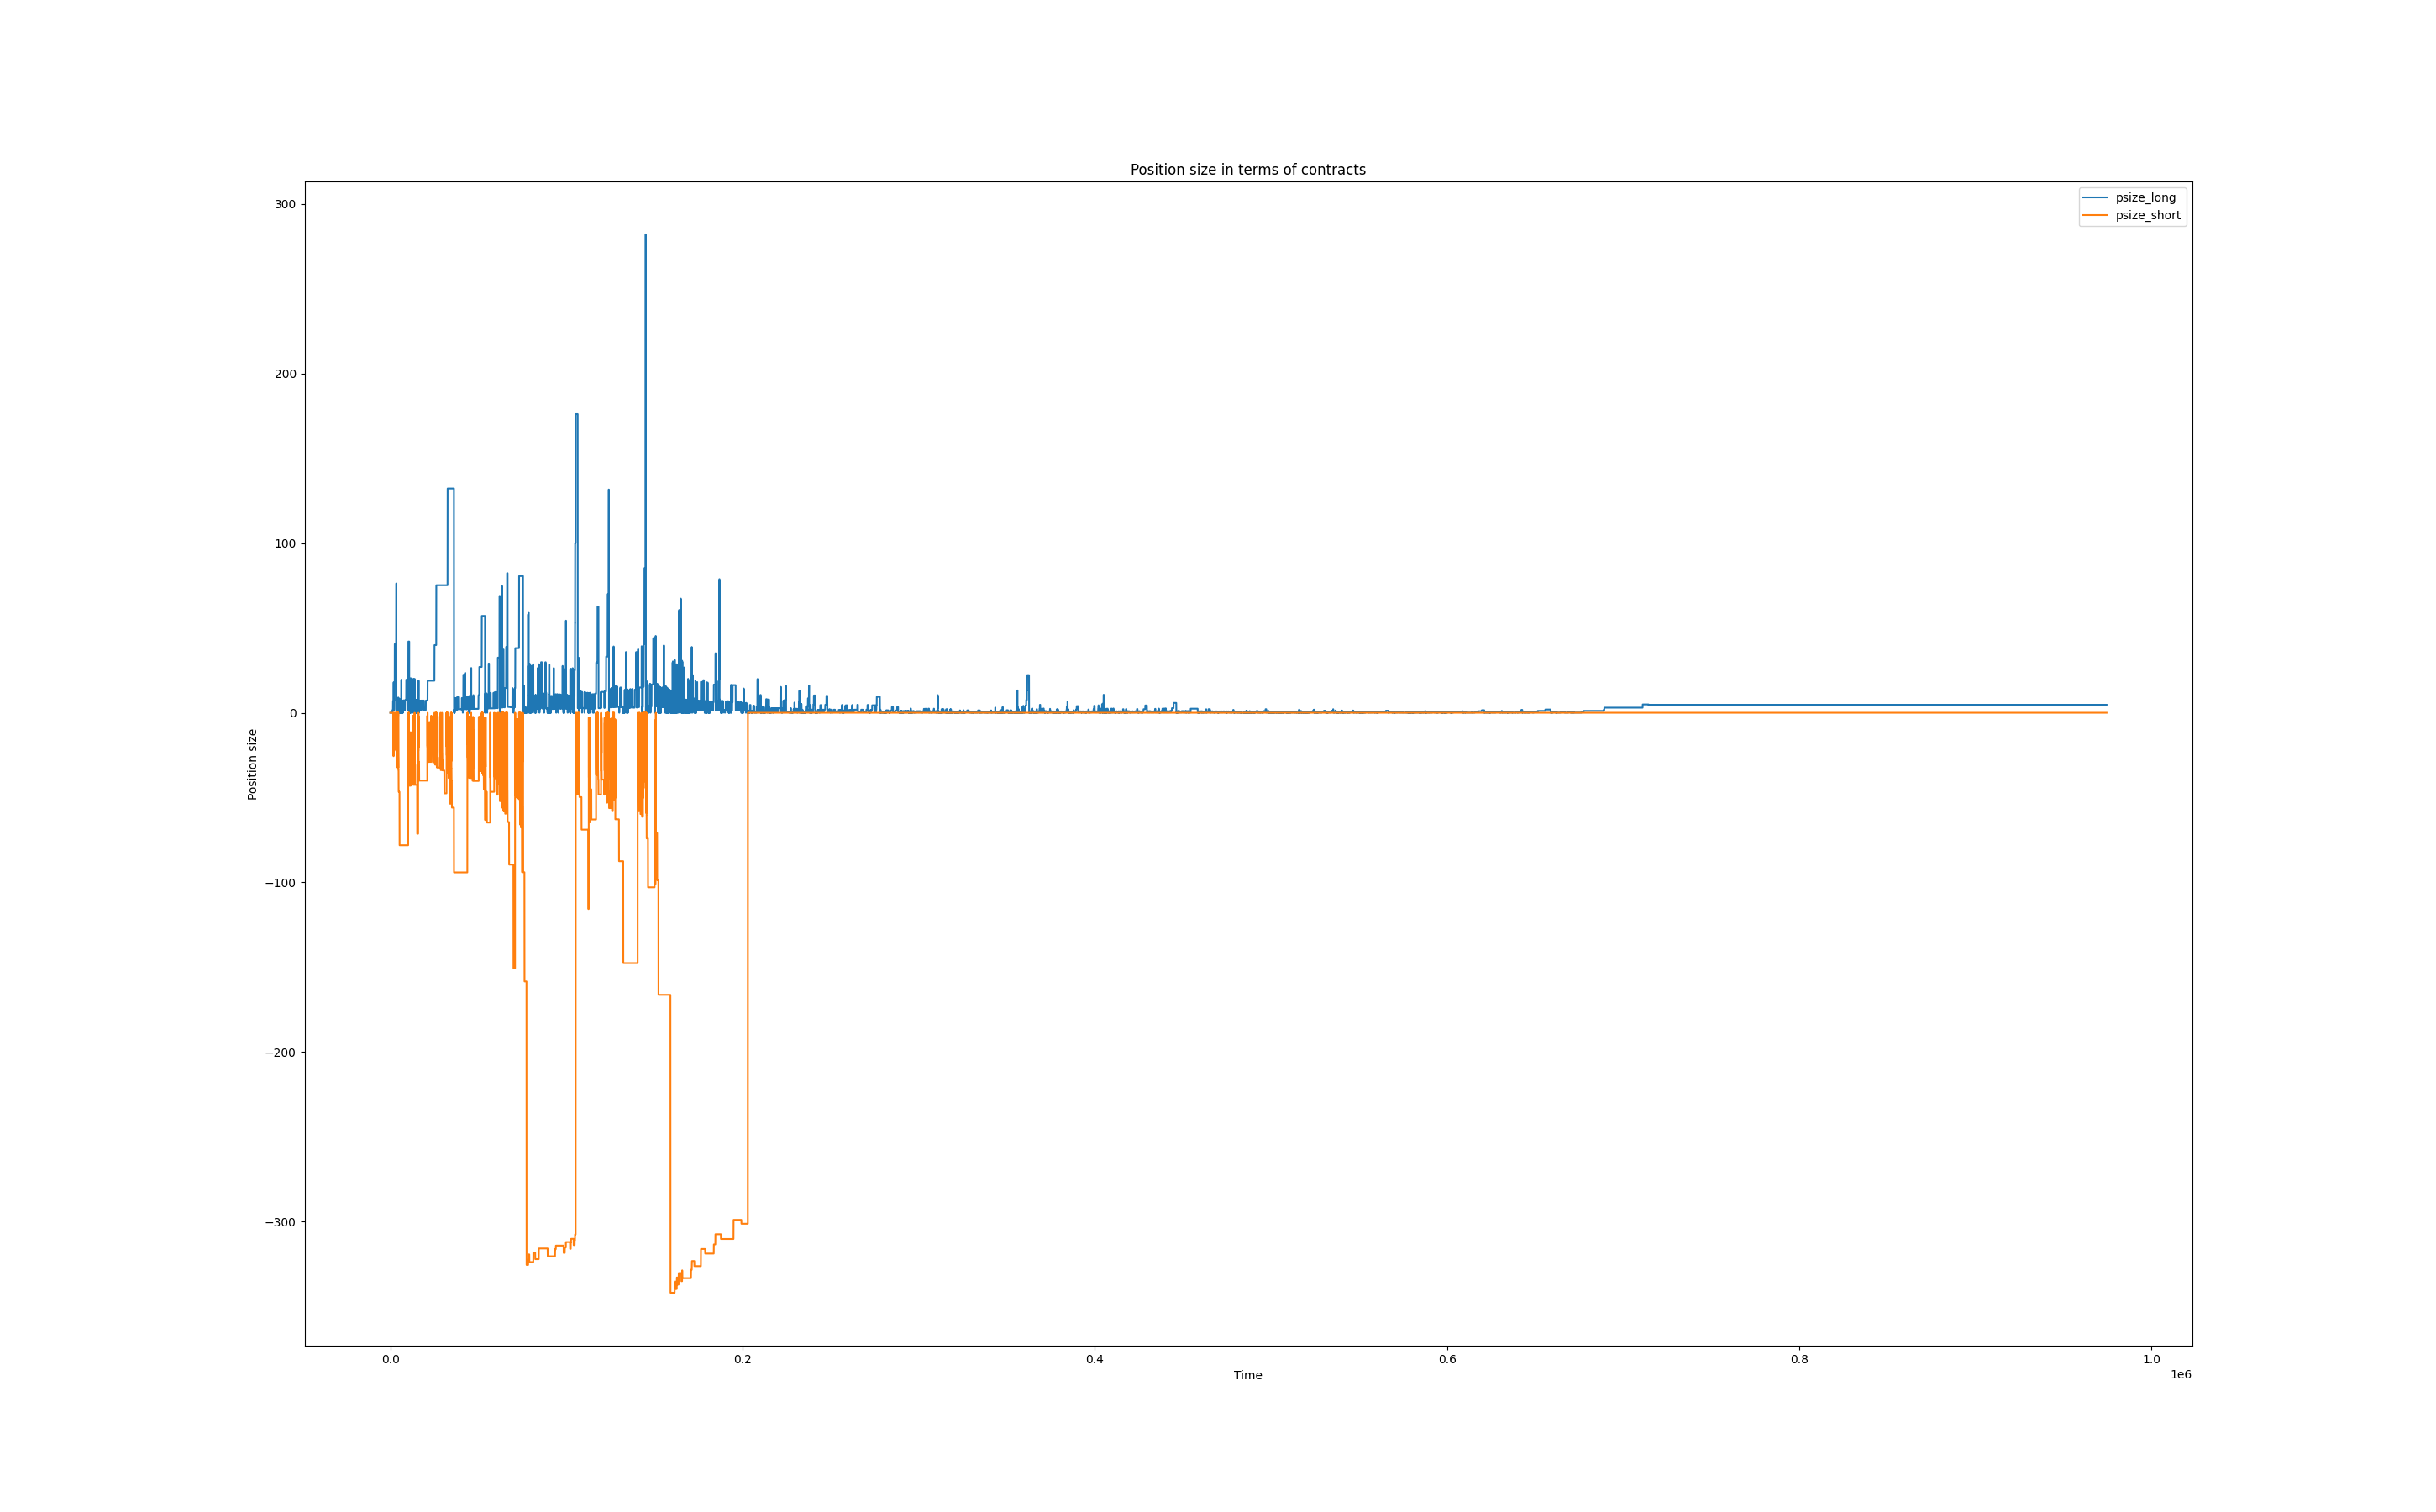 Position size in terms of contracts
psize_long
psize_short
Position size
300
200
100
0
−100
−200
−300
0.0
0.2
0.4
0.6
0.8
1.0
Time
1e6